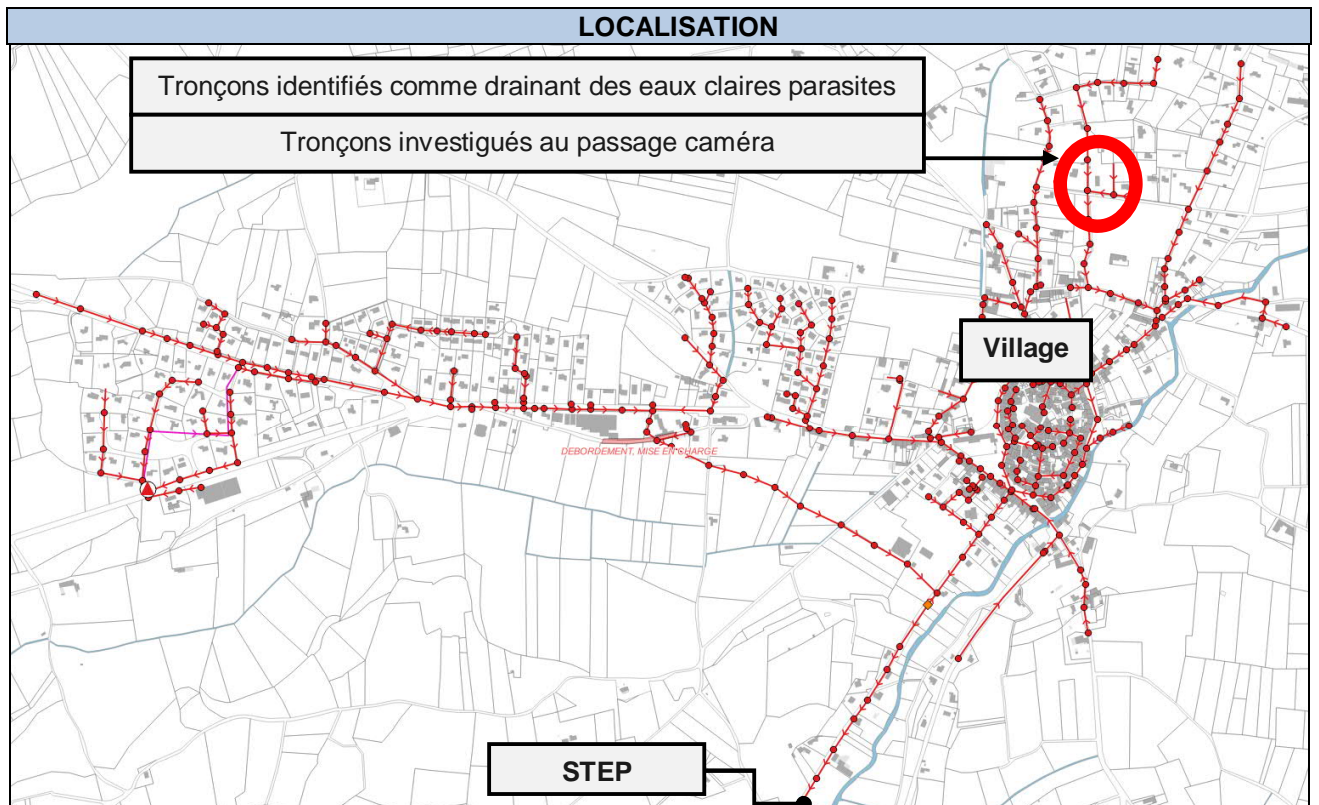 LOCALISATION
Tronçons identifiés comme drainant des eaux claires parasites
Tronçons investigués au passage caméra
Village
DEBORDEMENT, MISE EN CHARGE
STEP